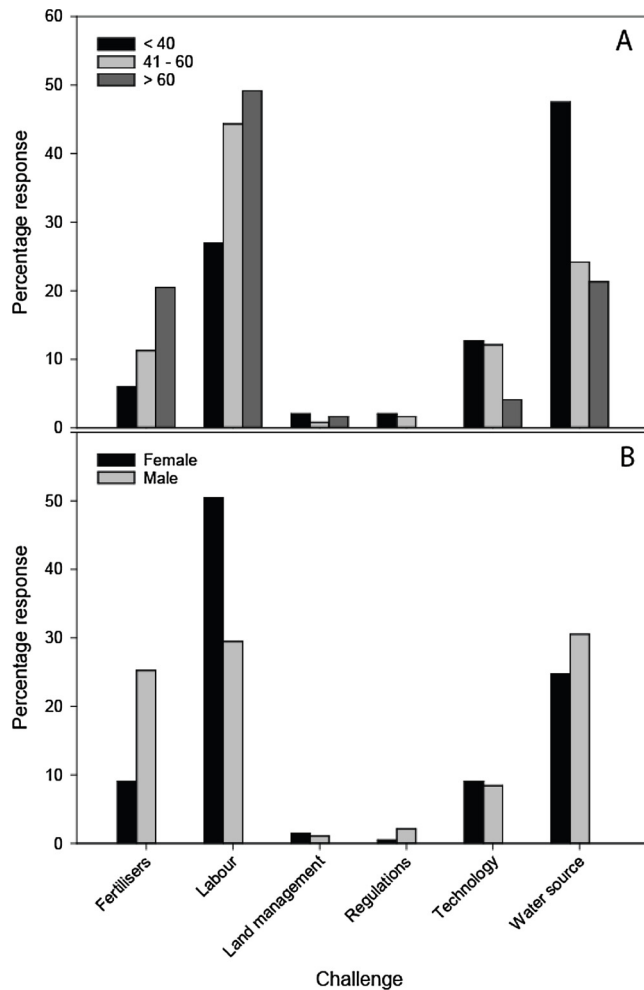 A
< 40
41 - 60
> 60
60
50
40
30
20
10
0
Percentage response
B
Female
Male
50
40
30
20
10
0
Percentage response
Fertilisers
Labour
Land management
Regulations
Technology
Water source
Challenge